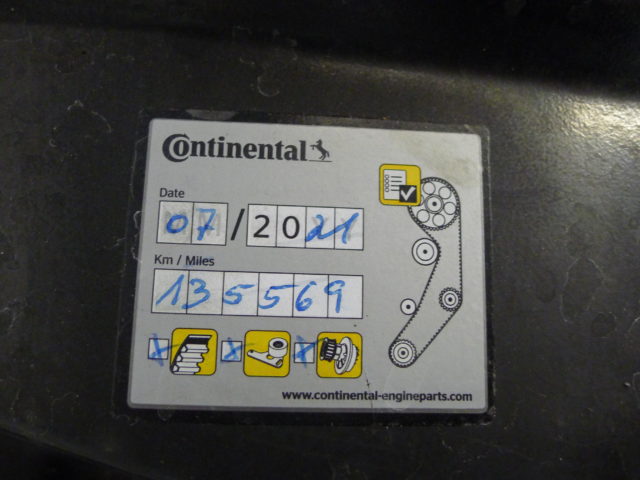 Continental
Date
07/2021
Km / Miles
135569
www.continental-engineparts.com